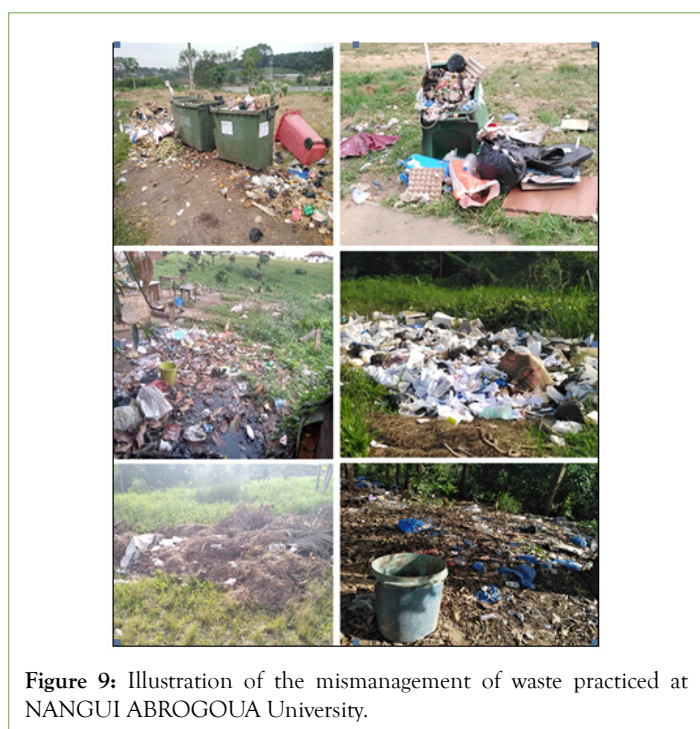 Figure 9: Illustration of the mismanagement of waste practiced at
NANGUI ABROGOUA University.